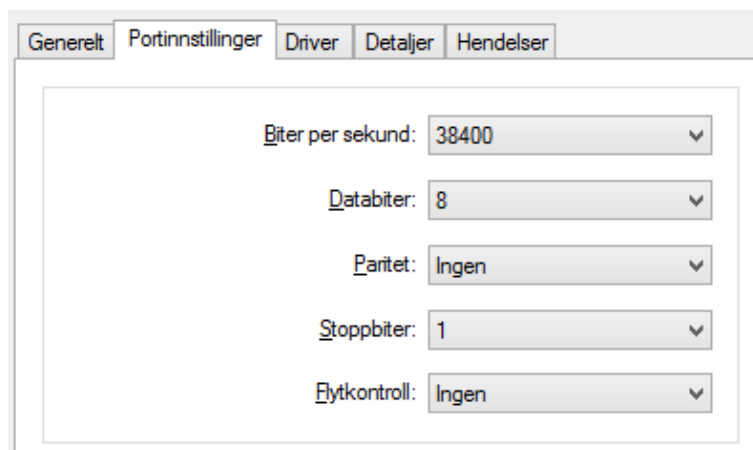 Generelt Portinnstillinger Driver Detaljer Hendelser
Biter per sekund: 38400
Databiter: 8
Paritet: Ingen
Stoppbiter: 1
Flytkontroll: Ingen